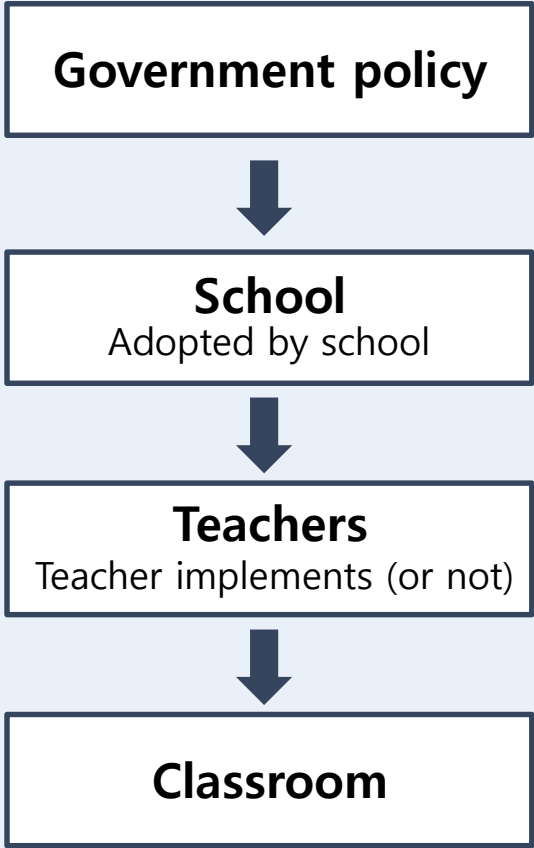 Government policy
School
Adopted by school
Teachers
Teacher implements (or not)
Classroom